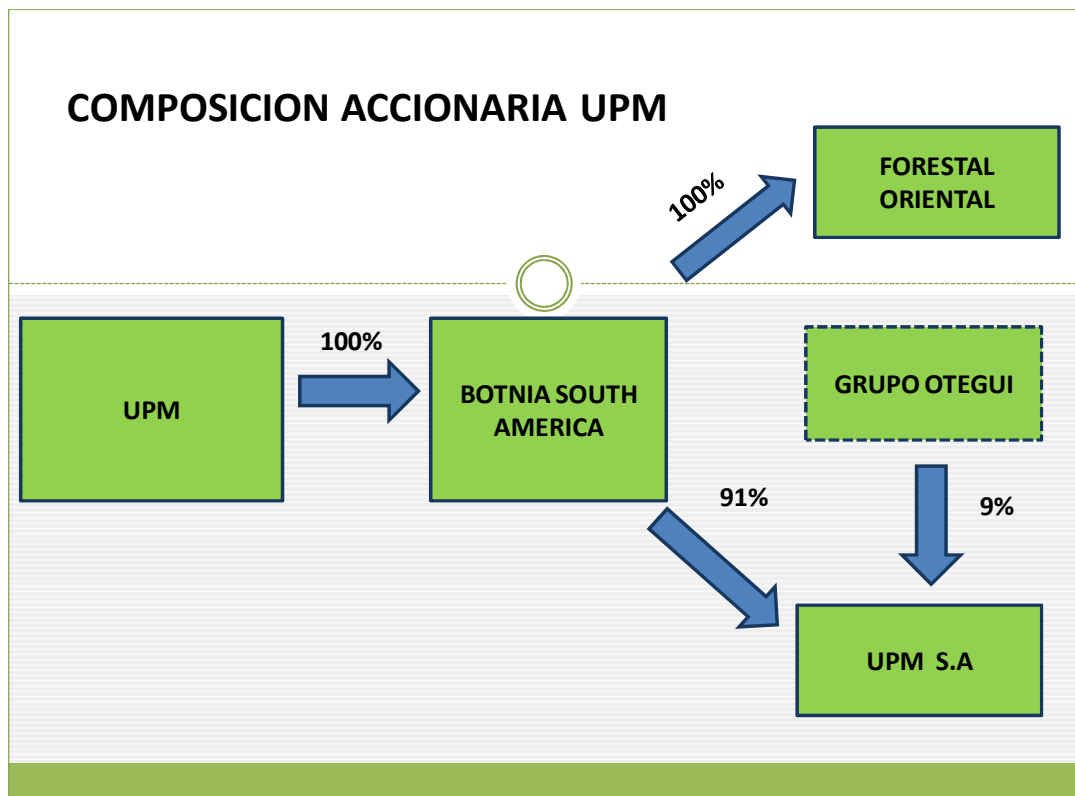 COMPOSICION ACCIONARIA UPM
FORESTAL
ORIENTAL
100%
100%
UPM
BOTNIA SOUTH
AMERICA
GRUPO OTEGUI
91%
9%
UPM S.A